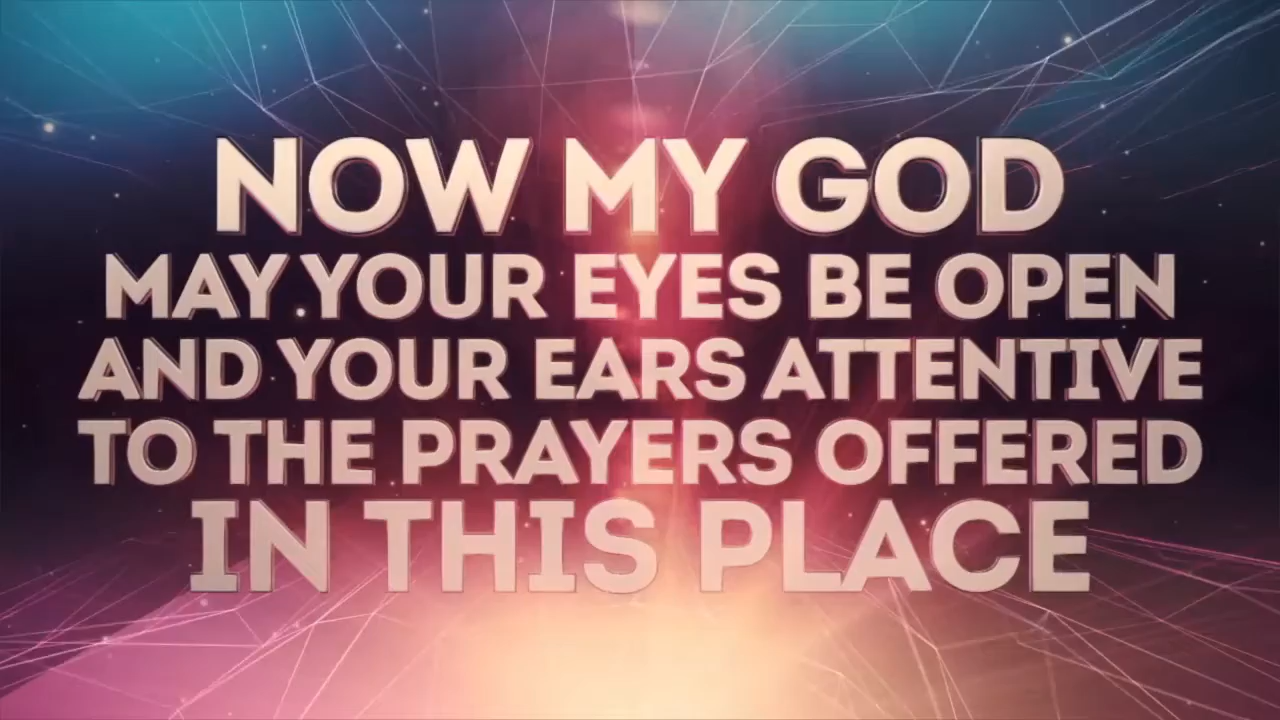 NOW MY GOD
MAY YOUR EYES BE OPEN
AND YOUR EARS ATTENTIVE
TO THE PRAYERS OFFERED
IN THIS PLACE